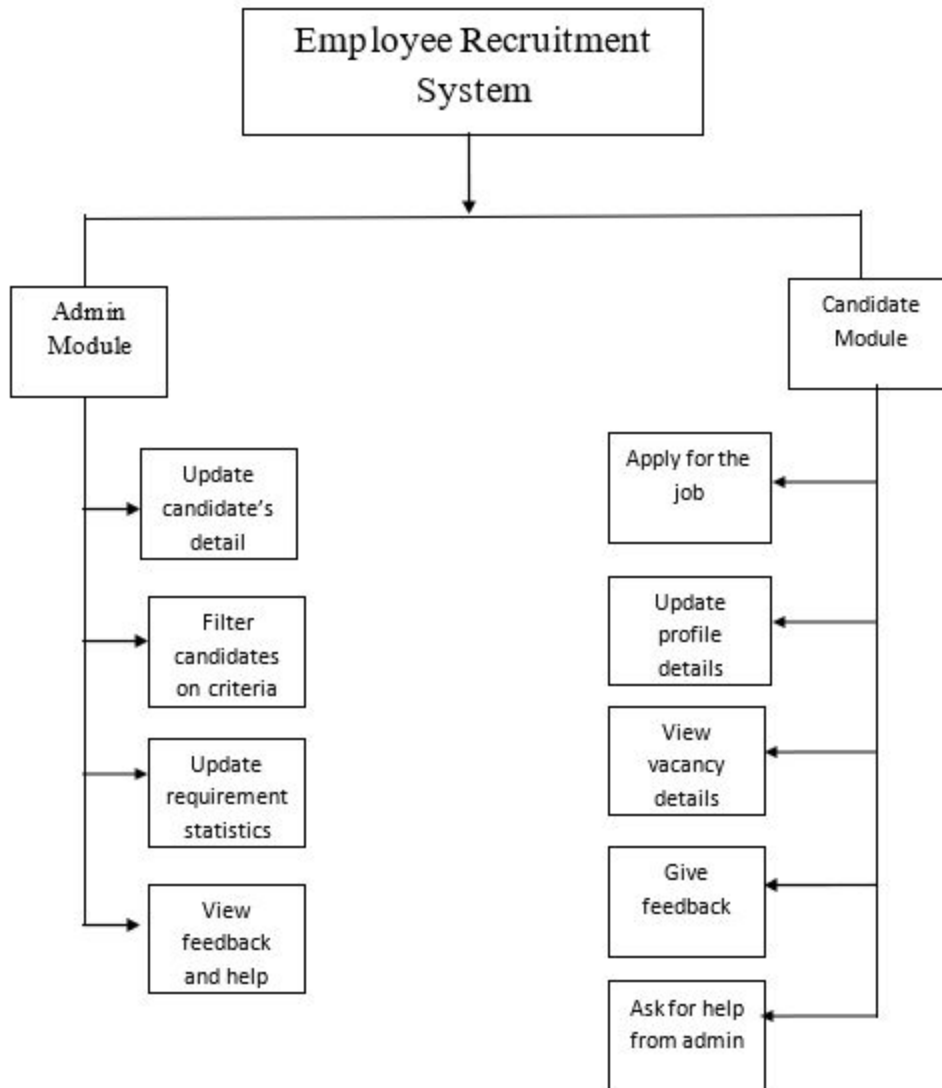 Employee Recruitment
System
Admin
Module
Candidate
Module
Update
candidate's
detail
Filter
candidates
on criteria
Update
requirement
statistics
View
feedback
and help
Apply for the
job
Update
profile
details
View
vacancy
details
Give
feedback
Ask for help
from admin